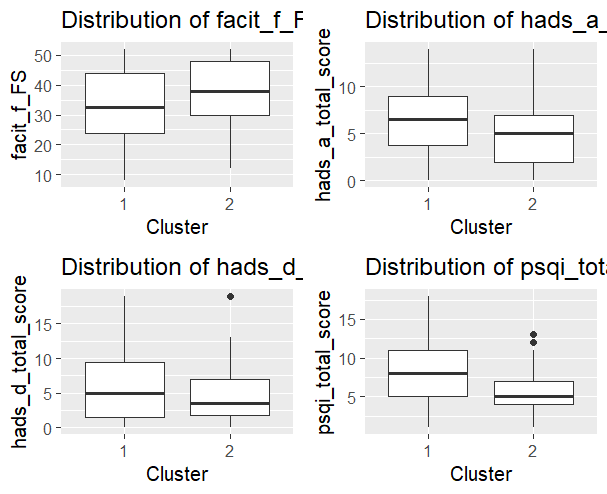 Distribution of facit_f_F
facit_f_FS
50
40
30
20
10
1
2
Cluster
Distribution of hads_a_
hads_a_total_score
10
5
0
1
2
Cluster
Distribution of hads_d_
hads_d_total_score
15
10
5
0
1
2
Cluster
Distribution of psqi_tota
psqi_total_score
15
10
5
1
2
Cluster